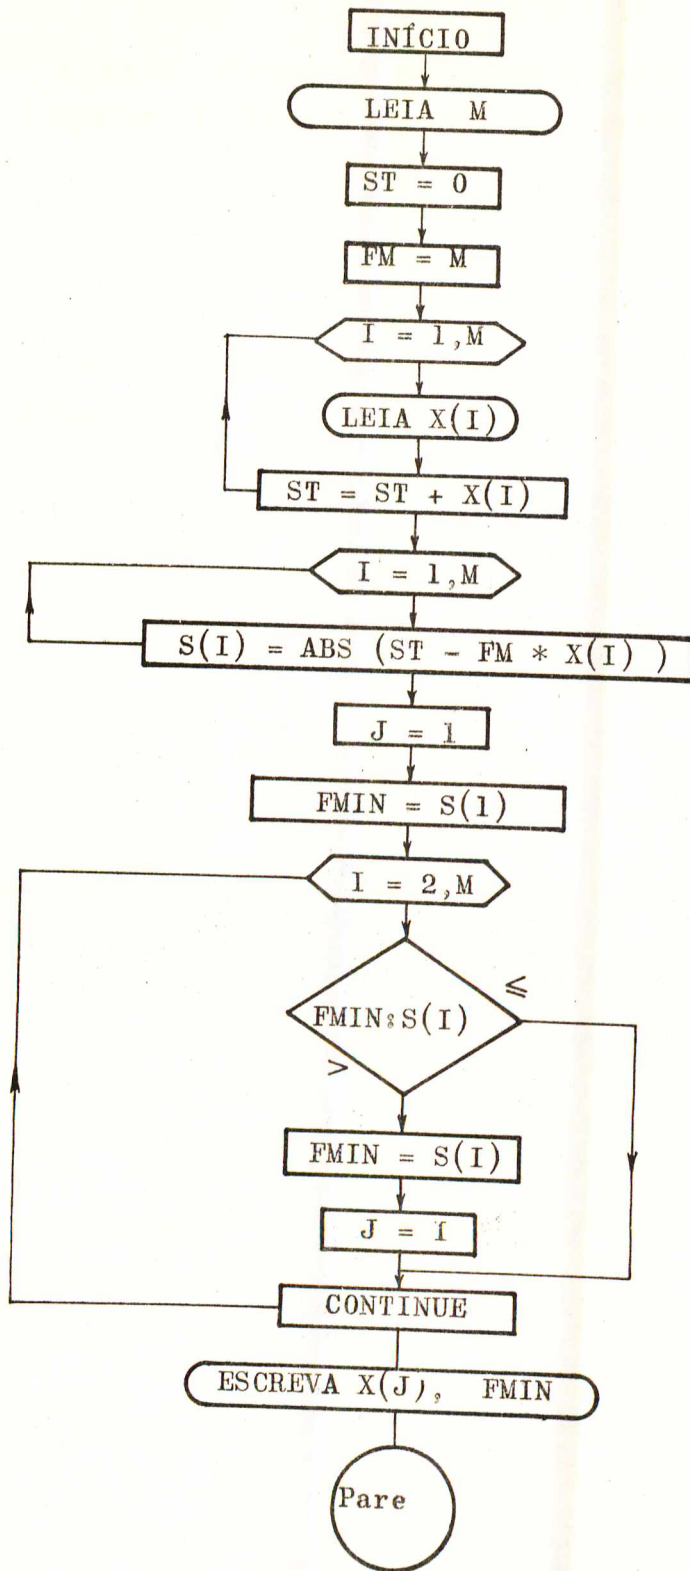 INÍCIO
LEIA M
ST = 0
FM = M
I = 1,M
LEIA X(I)
ST = ST + X(I)
I = 1,M
S(I) = ABS (ST - FM * X(I) )
J = 1
FMIN = S(1)
I = 2,M
≤
FMIN:S(I)
>
FMIN = S(I)
J = I
CONTINUE
ESCREVA X(J), FMIN
Pare